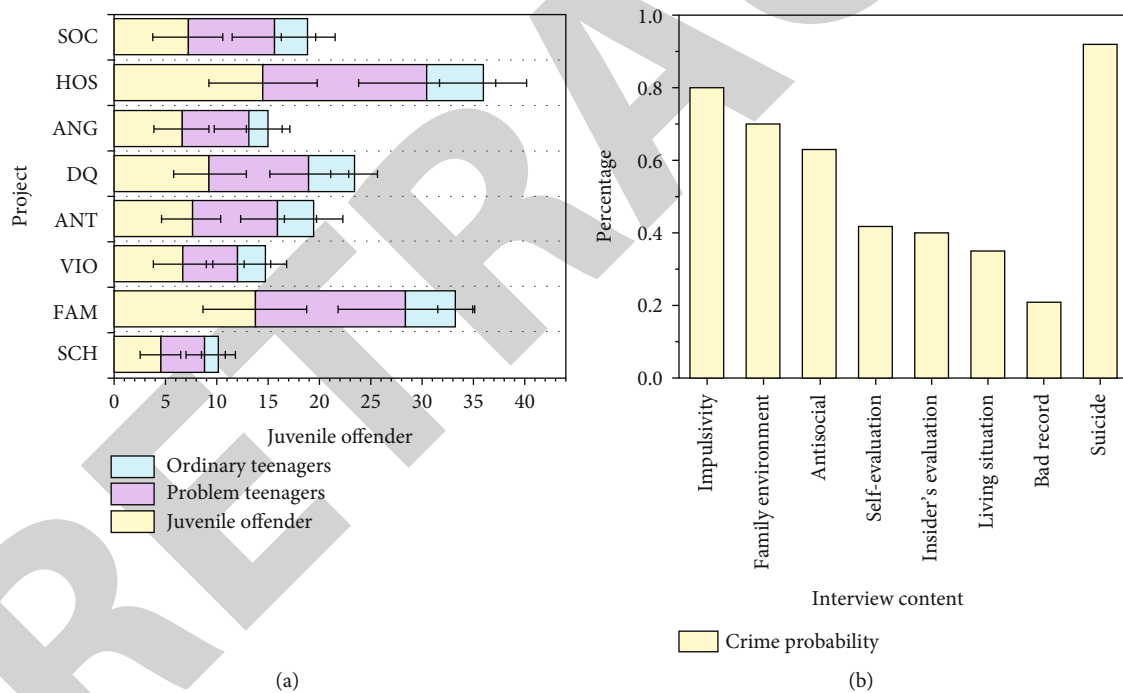 SOC
HOS
ANG
DQ
ANT
VIO
FAM
SCH
Project
0 5 10 15 20 25 30 35 40
Juvenile offender
Ordinary teenagers
Problem teenagers
Juvenile offender
(a)
1.0
0.8
0.6
0.4
0.2
0.0
Percentage
Impulsivity
Family environment
Antisocial
Self-evaluation
Insider's evaluation
Living situation
Bad record
Suicide
Interview content
Crime probability
(b)
RETRAC